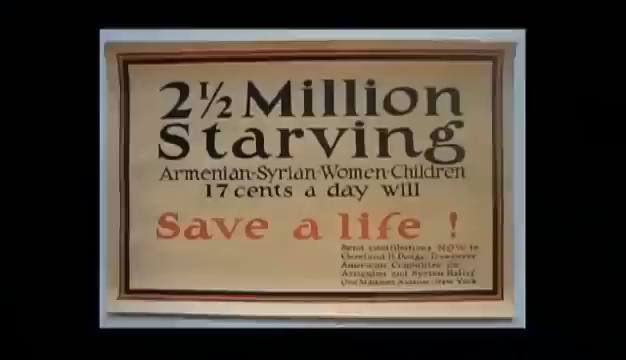 2½ Million
Starving
Armenian-Syrian-Women-Children
17 cents a day will
Save a life !
Send contributions NOW to
Cleveland H. Dodge, Treasurer
American Committee for
Armenian and Syrian Relief
One Madison Avenue, New York